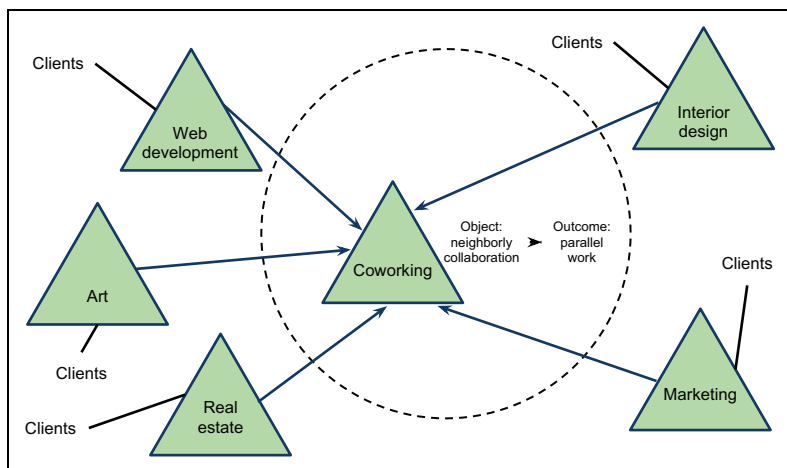 Clients
Web
development
Clients
Interior
design
Object:
neighborly
collaboration
Outcome:
parallel
work
Coworking
Art
Clients
Clients
Marketing
Real
estate
Clients